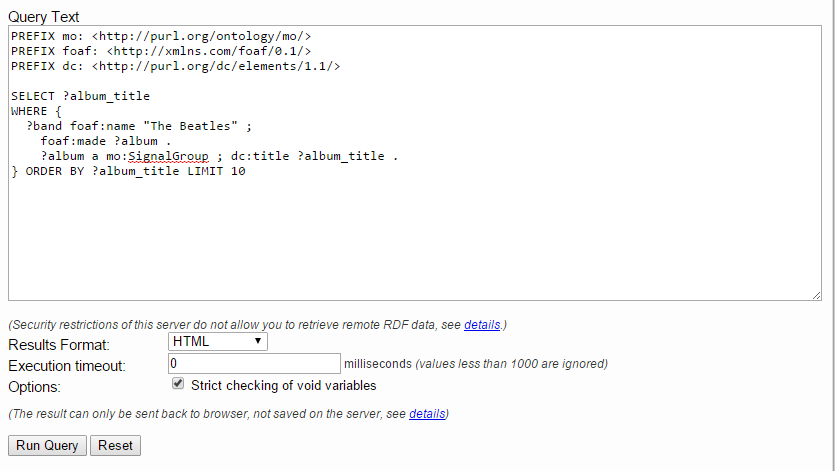 Query Text
PREFIX mo: <http://purl.org/ontology/mo/>
PREFIX foaf: <http://xmlns.com/foaf/0.1/>
PREFIX dc: <http://purl.org/dc/elements/1.1/>
SELECT ?album_title
WHERE {
?band foaf:name "The Beatles" ;
foaf:made ?album .
?album a mo:SignalGroup ; dc:title ?album_title .
} ORDER BY ?album_title LIMIT 10
(Security restrictions of this server do not allow you to retrieve remote RDF data, see details.)
Results Format: HTML
Execution timeout: 0 milliseconds (values less than 1000 are ignored)
Options: Strict checking of void variables
(The result can only be sent back to browser, not saved on the server, see details)
Run Query Reset